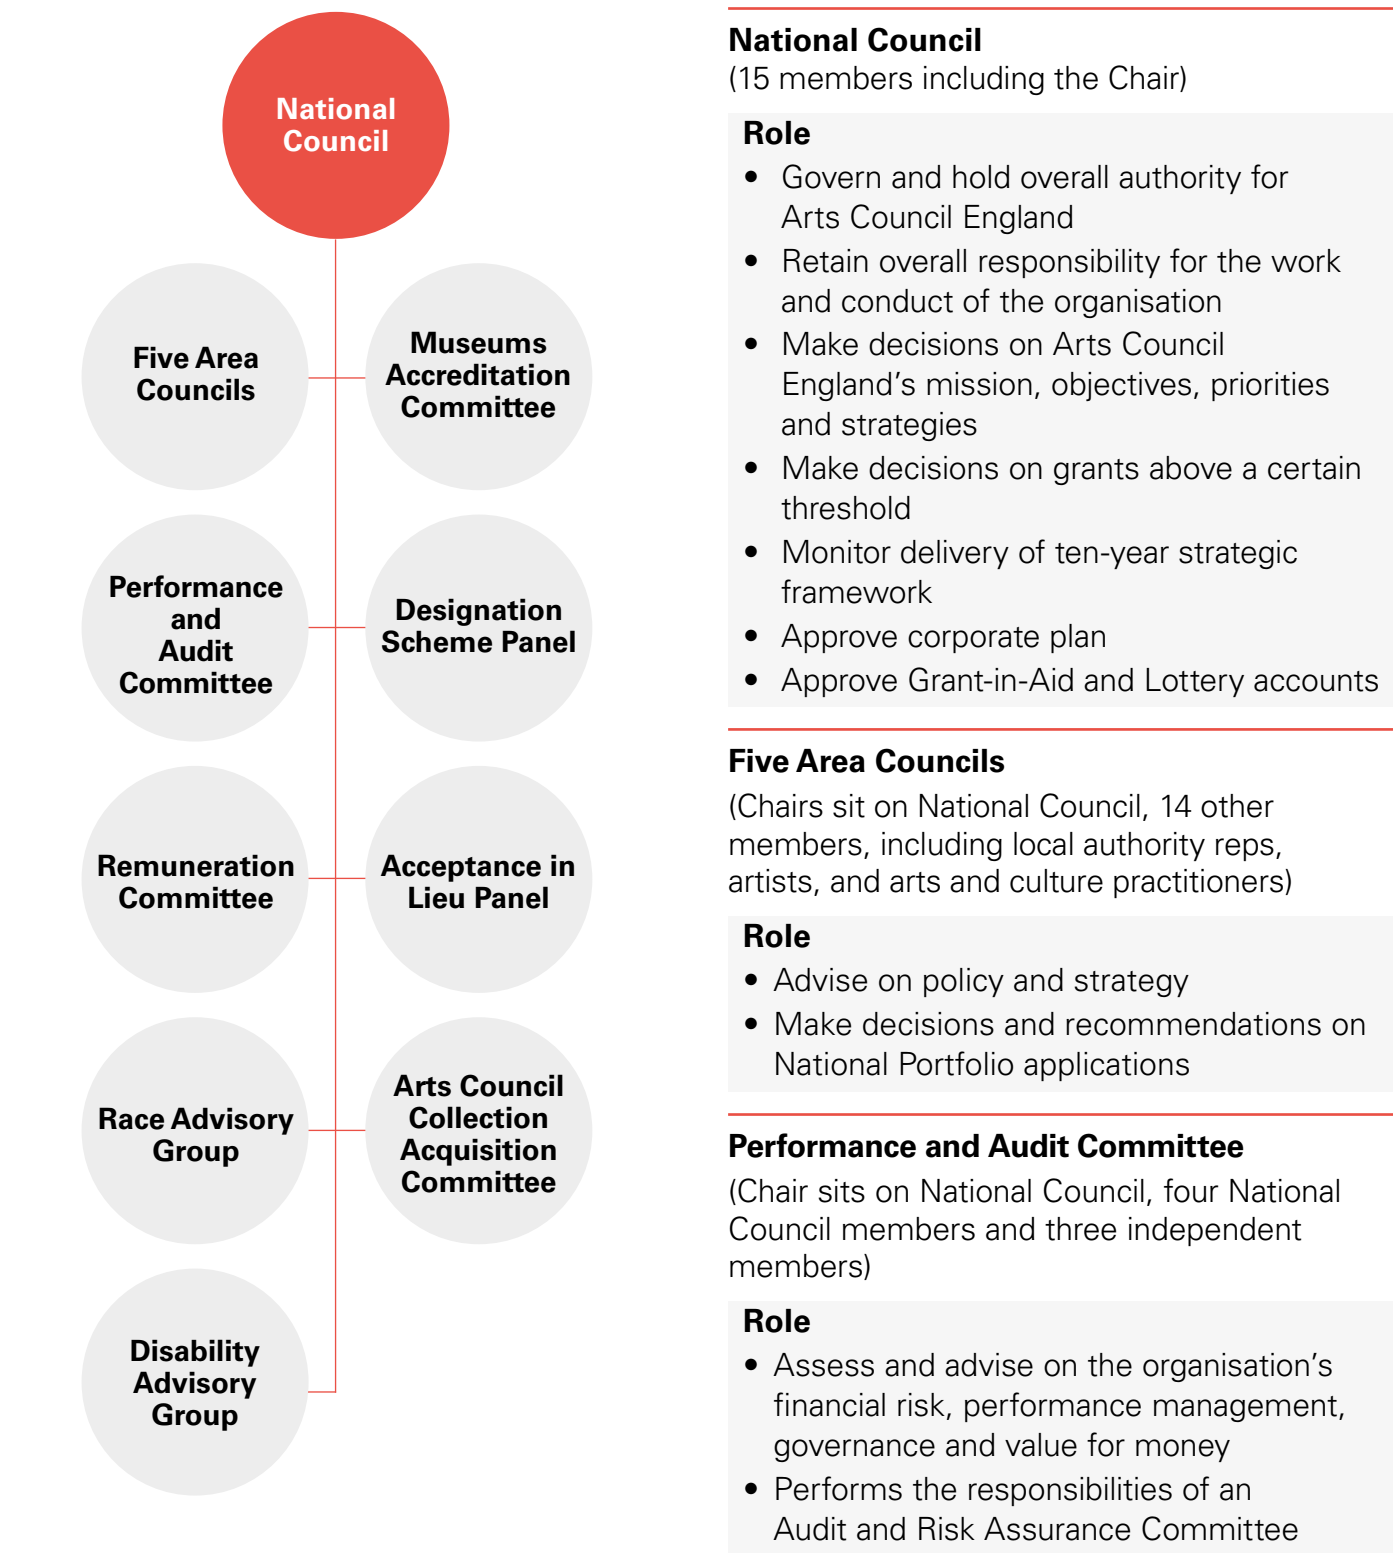 National
Council
Five Area
Councils
Museums
Accreditation
Committee
Performance
and
Audit
Committee
Designation
Scheme Panel
Remuneration
Committee
Acceptance in
Lieu Panel
Race Advisory
Group
Arts Council
Collection
Acquisition
Committee
Disability
Advisory
Group
National Council
(15 members including the Chair)
Role
• Govern and hold overall authority for
Arts Council England
• Retain overall responsibility for the work
and conduct of the organisation
• Make decisions on Arts Council
England’s mission, objectives, priorities
and strategies
• Make decisions on grants above a certain
threshold
• Monitor delivery of ten-year strategic
framework
• Approve corporate plan
• Approve Grant-in-Aid and Lottery accounts
Five Area Councils
(Chairs sit on National Council, 14 other
members, including local authority reps,
artists, and arts and culture practitioners)
Role
• Advise on policy and strategy
• Make decisions and recommendations on
National Portfolio applications
Performance and Audit Committee
(Chair sits on National Council, four National
Council members and three independent
members)
Role
• Assess and advise on the organisation’s
financial risk, performance management,
governance and value for money
• Performs the responsibilities of an
Audit and Risk Assurance Committee